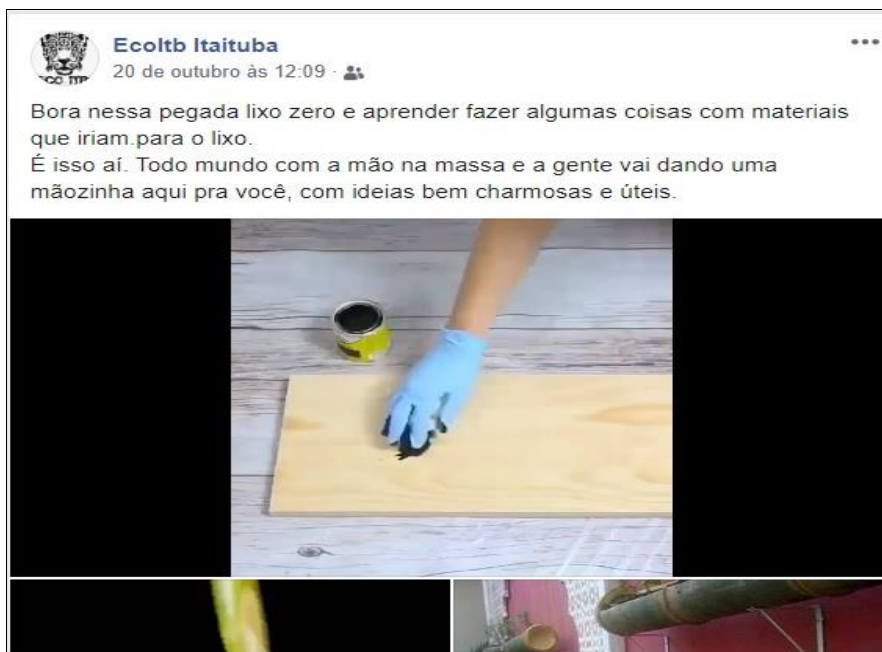 EcoItb Itaituba
20 de outubro às 12:09
Bora nessa pegada lixo zero e aprender fazer algumas coisas com materiais
que iriam.para o lixo.
É isso aí. Todo mundo com a mão na massa e a gente vai dando uma
mãozinha aqui pra você, com ideias bem charmosas e úteis.